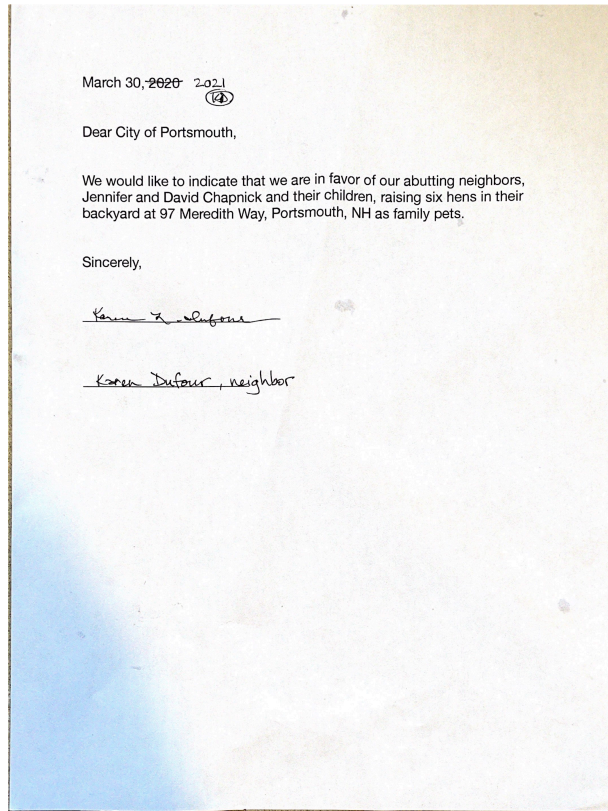 March 30, 2020 2021
KD
Dear City of Portsmouth,
We would like to indicate that we are in favor of our abutting neighbors,
Jennifer and David Chapnick and their children, raising six hens in their
backyard at 97 Meredith Way, Portsmouth, NH as family pets.
Sincerely,
Karen L. Dufour
Karen Dufour, neighbor